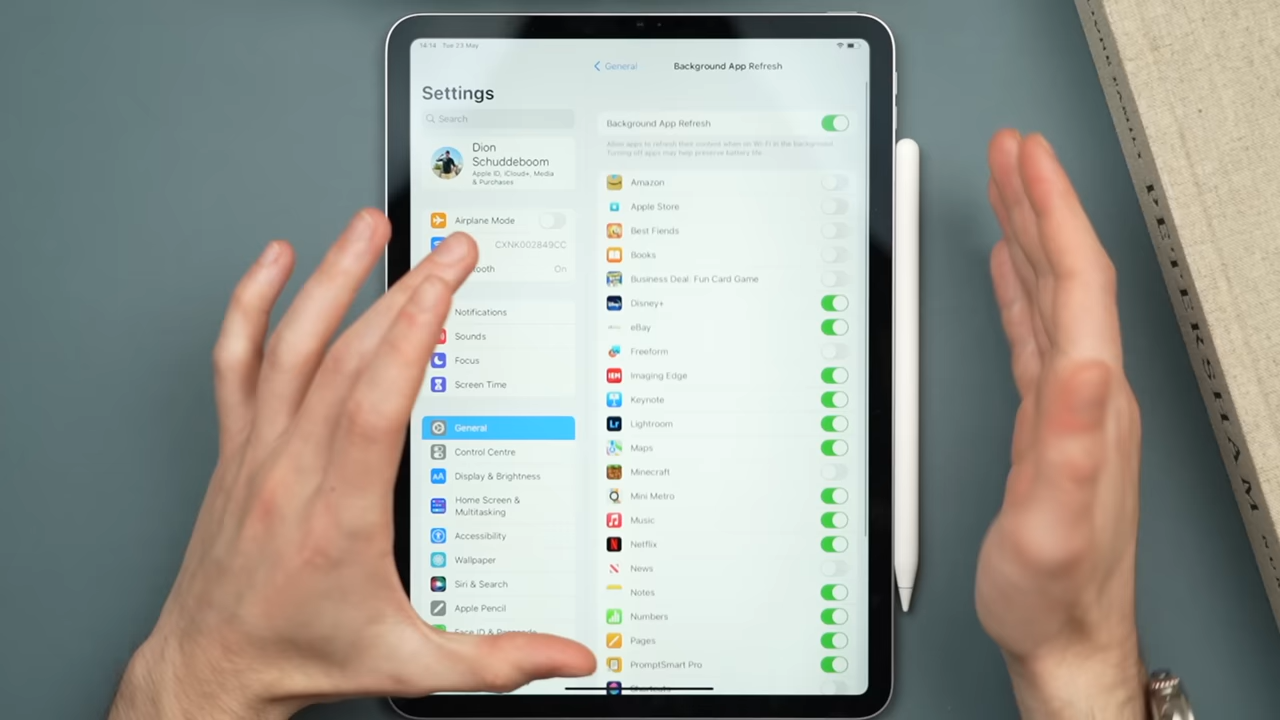 14:14 Tue 23 May
General
Background App Refresh
Settings
Search
Dion
Schuddeboom
Apple ID, iCloud+, Media
& Purchases
Airplane Mode
CXNK002849CC
On
Notifications
Sounds
Focus
Screen Time
General
Control Centre
Display & Brightness
Home Screen &
Multitasking
Accessibility
Wallpaper
Siri & Search
Apple Pencil
Face ID & Passcode
Background App Refresh
Allow apps to refresh their content when on Wi-Fi in the background.
Turning off apps may help preserve battery life.
Amazon
Apple Store
Best Fiends
Books
Business Deal: Fun Card Game
Disney+
eBay
Freeform
Imaging Edge
Keynote
Lightroom
Maps
Minecraft
Mini Metro
Music
Netflix
News
Notes
Numbers
Pages
PromptSmart Pro
Shortcuts
PETERSHAM